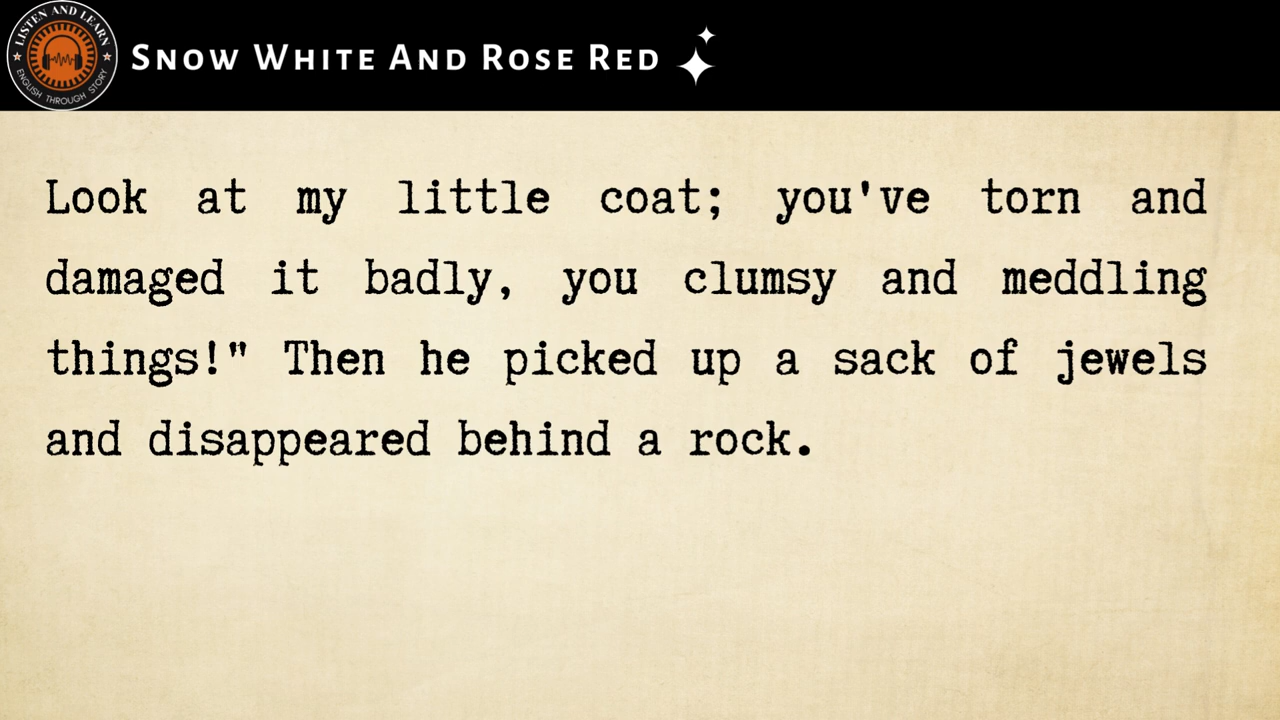 LISTEN AND LEARN
ENGLISH THROUGH STORY
Snow White And Rose Red
Look at my little coat; you've torn and
damaged it badly, you clumsy and meddling
things!" Then he picked up a sack of jewels
and disappeared behind a rock.